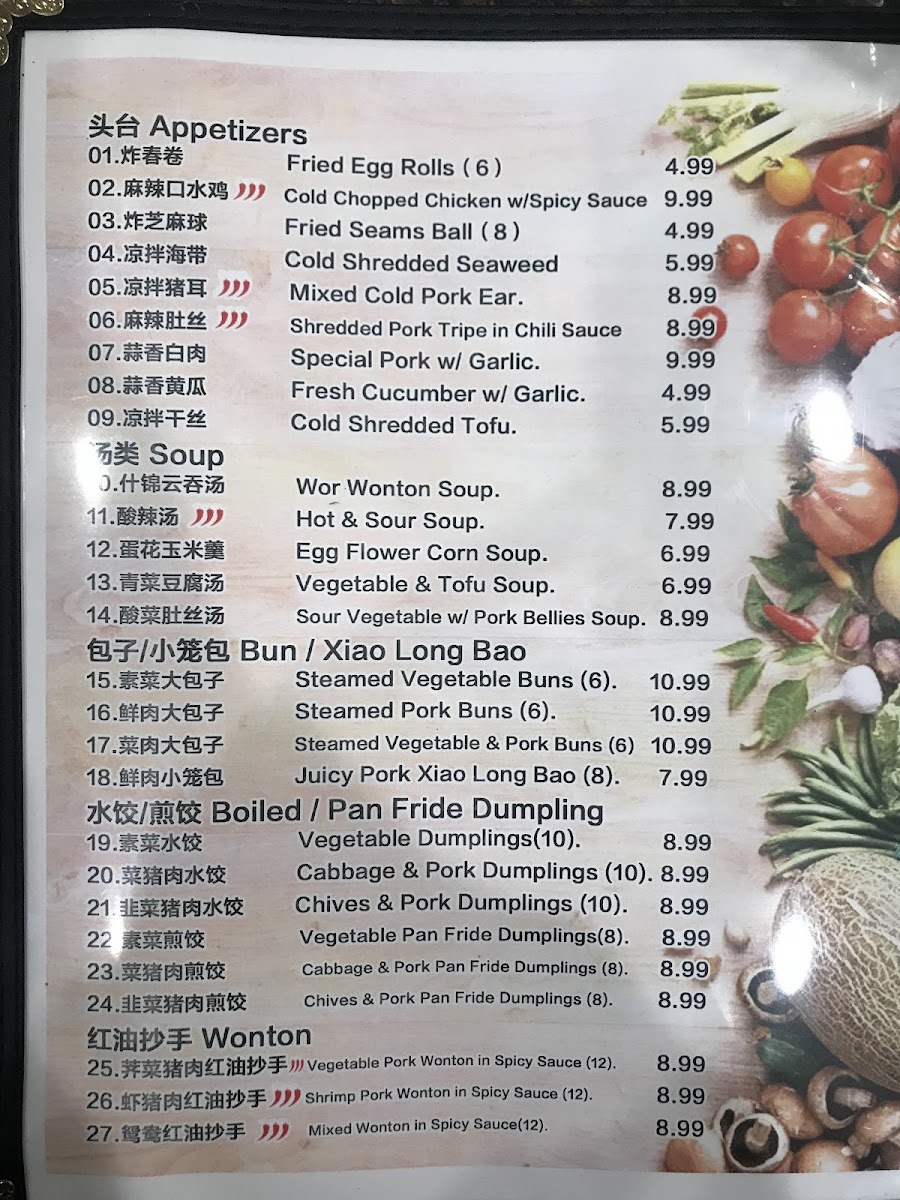 头台 Appetizers
01.炸春卷 Fried Egg Rolls ( 6 ) 4.99
02.麻辣口水鸡 Cold Chopped Chicken w/Spicy Sauce 9.99
03.炸芝麻球 Fried Seams Ball ( 8 ) 4.99
04.凉拌海带 Cold Shredded Seaweed 5.99
05.凉拌猪耳 Mixed Cold Pork Ear. 8.99
06.麻辣肚丝 Shredded Pork Tripe in Chili Sauce 8.99
07.蒜香白肉 Special Pork w/ Garlic. 9.99
08.蒜香黄瓜 Fresh Cucumber w/ Garlic. 4.99
09.凉拌干丝 Cold Shredded Tofu. 5.99
汤类 Soup
0.什锦云吞汤 Wor Wonton Soup. 8.99
11.酸辣汤 Hot & Sour Soup. 7.99
12.蛋花玉米羹 Egg Flower Corn Soup. 6.99
13.青菜豆腐汤 Vegetable & Tofu Soup. 6.99
14.酸菜肚丝汤 Sour Vegetable w/ Pork Bellies Soup. 8.99
包子/小笼包 Bun / Xiao Long Bao
15.素菜大包子 Steamed Vegetable Buns (6). 10.99
16.鲜肉大包子 Steamed Pork Buns (6). 10.99
17.菜肉大包子 Steamed Vegetable & Pork Buns (6) 10.99
18.鲜肉小笼包 Juicy Pork Xiao Long Bao (8). 7.99
水饺/煎饺 Boiled / Pan Fride Dumpling
19.素菜水饺 Vegetable Dumplings(10). 8.99
20.菜猪肉水饺 Cabbage & Pork Dumplings (10). 8.99
21.韭菜猪肉水饺 Chives & Pork Dumplings (10). 8.99
22.素菜煎饺 Vegetable Pan Fride Dumplings(8). 8.99
23.菜猪肉煎饺 Cabbage & Pork Pan Fride Dumplings (8). 8.99
24.韭菜猪肉煎饺 Chives & Pork Pan Fride Dumplings (8). 8.99
红油抄手 Wonton
25.荠菜猪肉红油抄手 Vegetable Pork Wonton in Spicy Sauce (12). 8.99
26.虾猪肉红油抄手 Shrimp Pork Wonton in Spicy Sauce (12). 8.99
27.鸳鸯红油抄手 Mixed Wonton in Spicy Sauce(12). 8.99